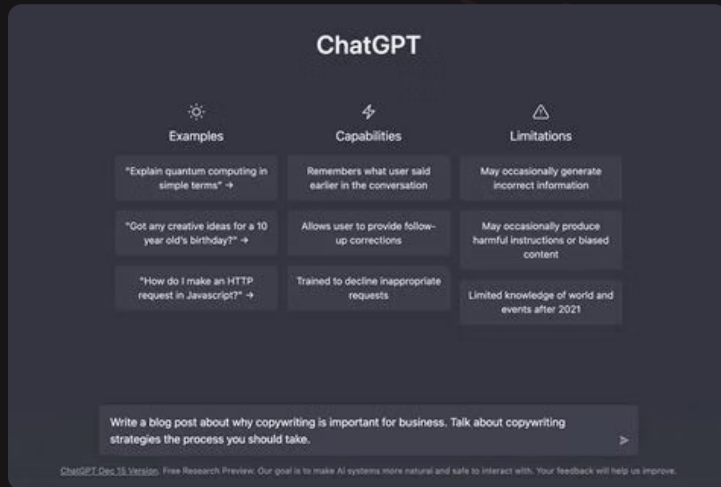 ChatGPT
Examples
"Explain quantum computing in
simple terms" →
"Got any creative ideas for a 10
year old's birthday?" →
"How do I make an HTTP
request in Javascript?" →
Capabilities
Remembers what user said
earlier in the conversation
Allows user to provide follow-
up corrections
Trained to decline inappropriate
requests
Limitations
May occasionally generate
incorrect information
May occasionally produce
harmful instructions or biased
content
Limited knowledge of world and
events after 2021
Write a blog post about why copywriting is important for business. Talk about copywriting
strategies the process you should take.
ChatGPT Dec 15 Version. Free Research Preview. Our goal is to make AI systems more natural and safe to interact with. Your feedback will help us improve.